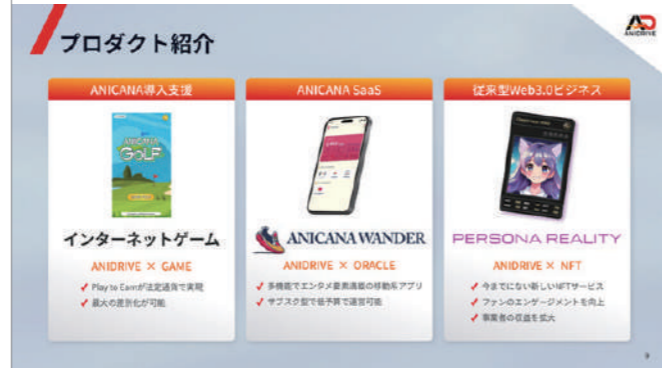 プロダクト紹介
AD
ANIDRIVE
ANICANA導入支援
ANICANA
GOLF
インターネットゲーム
ANIDRIVE × GAME
✓ Play to Earnが法定通貨で実現
✓ 最大の差別化が可能
ANICANA SaaS
ANICANA WANDER
ANIDRIVE × ORACLE
✓ 多機能でエンタメ要素満載の移動系アプリ
✓ サブスク型で低予算で運営可能
従来型Web3.0ビジネス
PERSONA REALITY
ANIDRIVE × NFT
✓ 今までにない新しいNFTサービス
✓ ファンのエンゲージメントを向上
✓ 事業者の収益を拡大
9